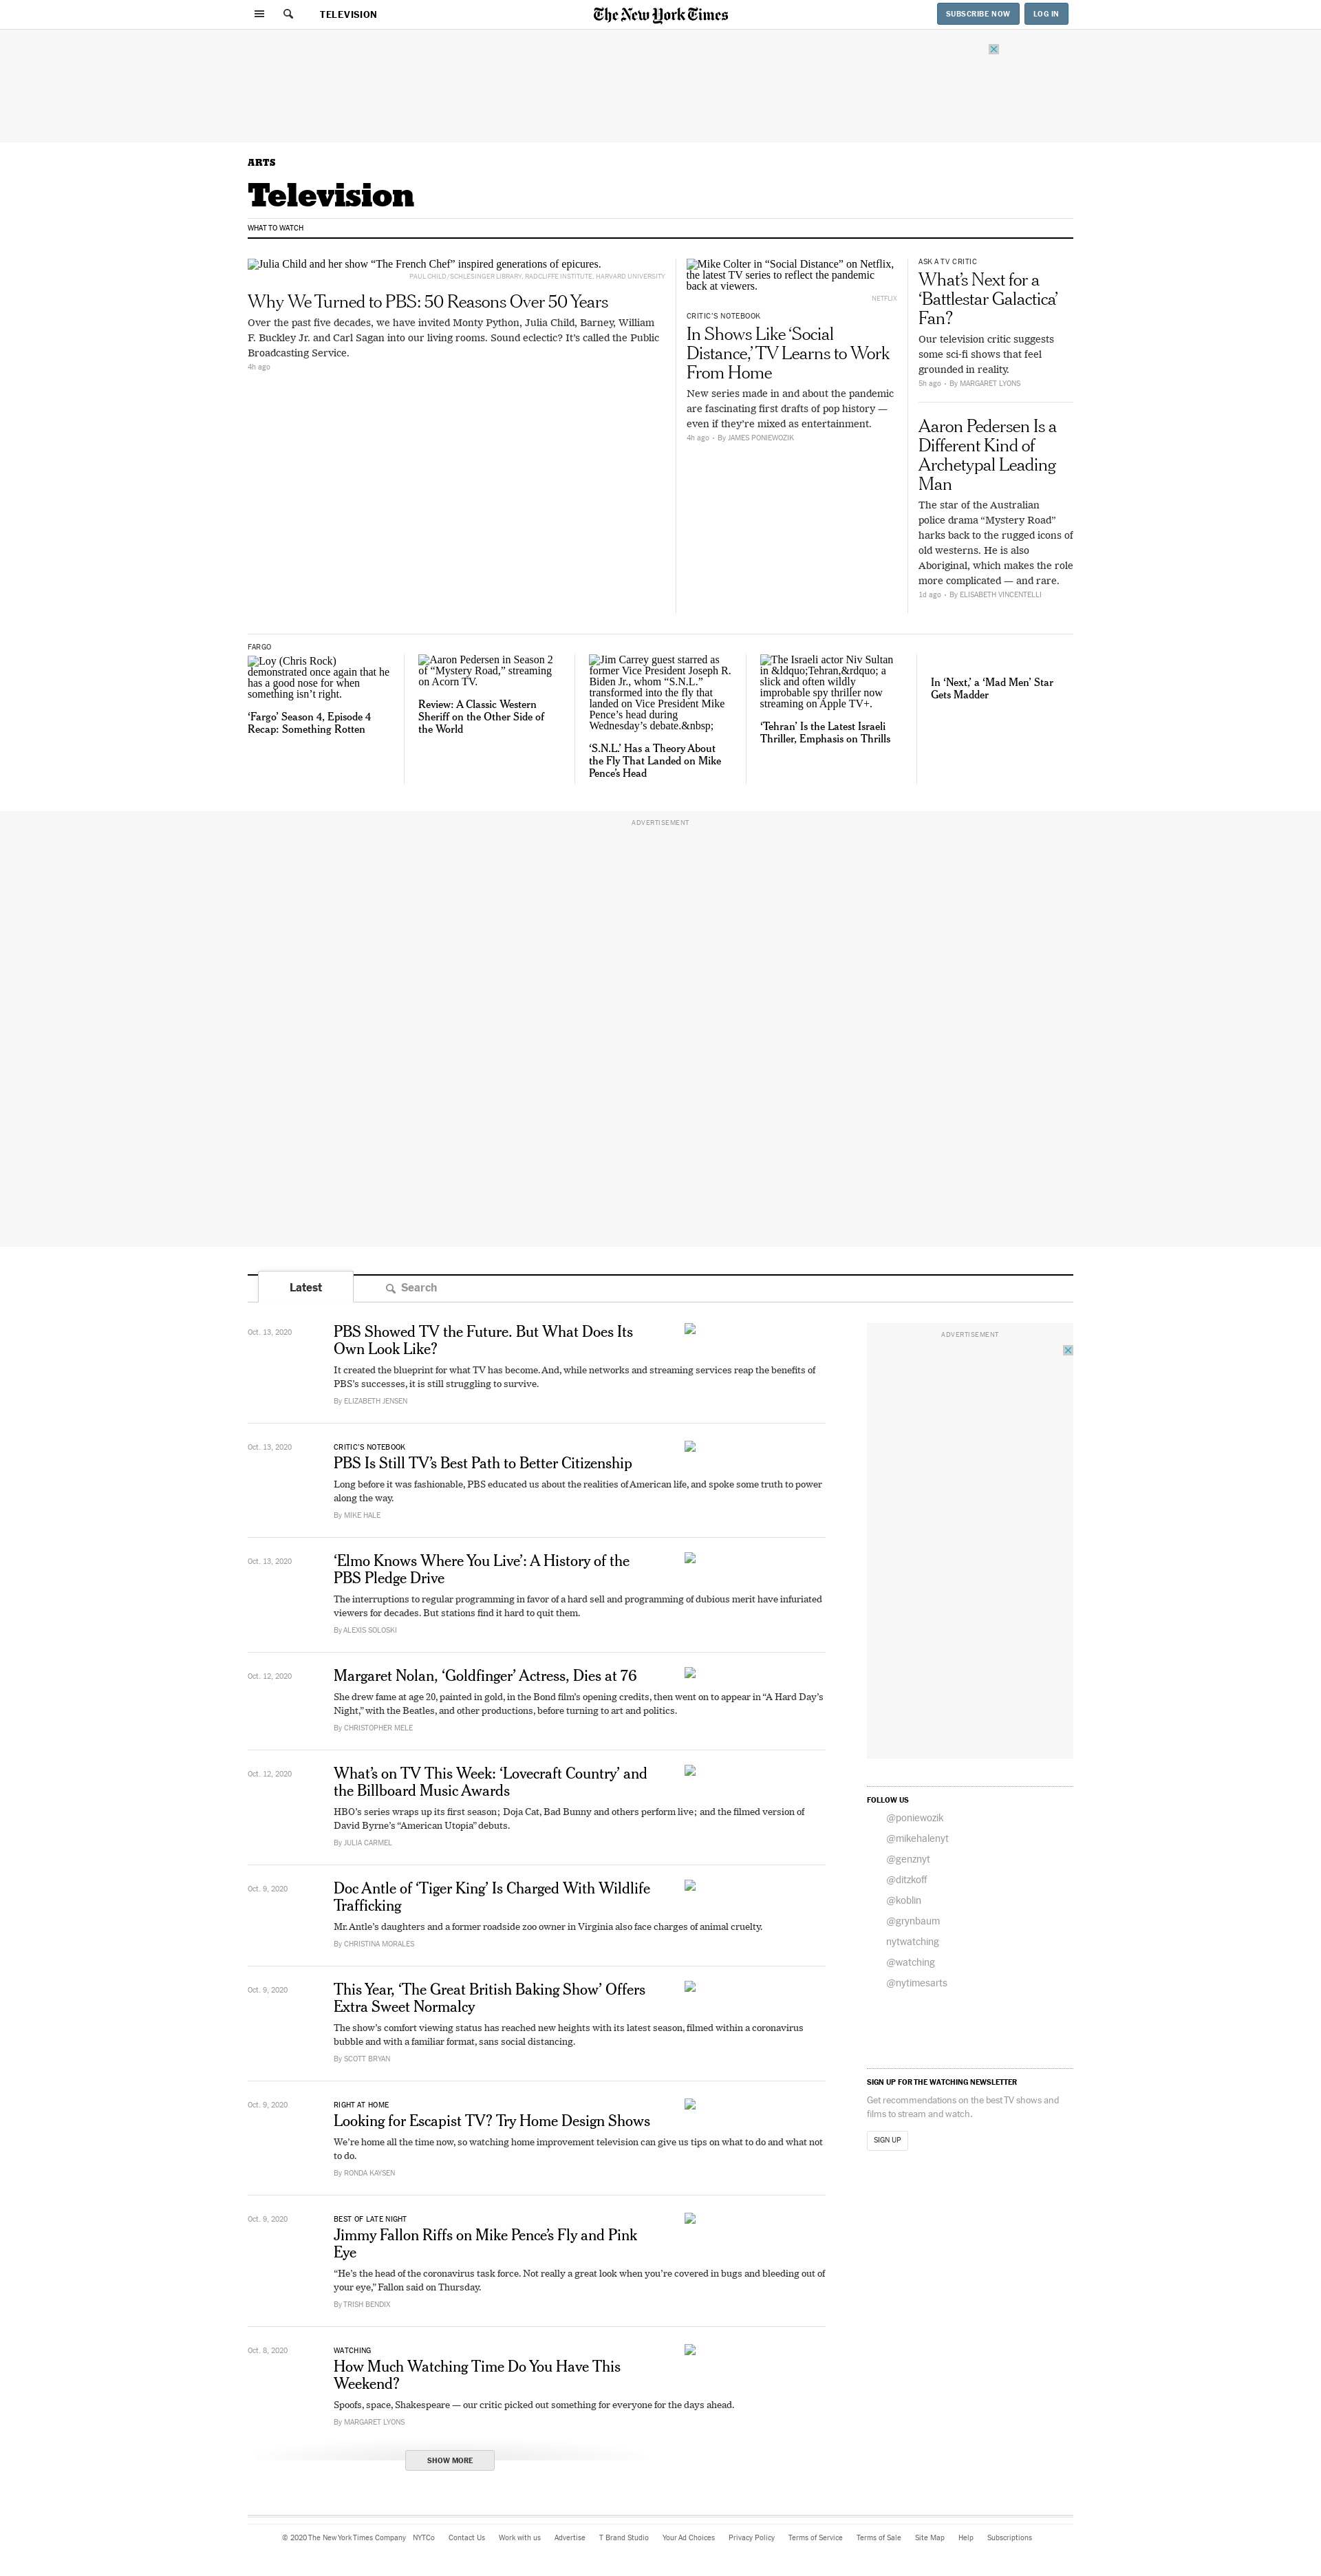 TELEVISION
The New York Times
SUBSCRIBE NOW
LOG IN
ARTS
Television
WHAT TO WATCH
Julia Child and her show “The French Chef” inspired generations of epicures.
PAUL CHILD/SCHLESINGER LIBRARY, RADCLIFFE INSTITUTE, HARVARD UNIVERSITY
Why We Turned to PBS: 50 Reasons Over 50 Years
Over the past five decades, we have invited Monty Python, Julia Child, Barney, William
F. Buckley Jr. and Carl Sagan into our living rooms. Sound eclectic? It’s called the Public
Broadcasting Service.
4h ago
Mike Colter in “Social Distance” on Netflix,
the latest TV series to reflect the pandemic
back at viewers.
NETFLIX
CRITIC’S NOTEBOOK
In Shows Like ‘Social
Distance,’ TV Learns to Work
From Home
New series made in and about the pandemic
are fascinating first drafts of pop history —
even if they’re mixed as entertainment.
4h ago • By JAMES PONIEWOZIK
ASK A TV CRITIC
What’s Next for a
‘Battlestar Galactica’
Fan?
Our television critic suggests
some sci-fi shows that feel
grounded in reality.
5h ago • By MARGARET LYONS
Aaron Pedersen Is a
Different Kind of
Archetypal Leading
Man
The star of the Australian
police drama “Mystery Road”
harks back to the rugged icons of
old westerns. He is also
Aboriginal, which makes the role
more complicated — and rare.
1d ago • By ELISABETH VINCENTELLI
FARGO
Loy (Chris Rock)
demonstrated once again that he
has a good nose for when
something isn’t right.
‘Fargo’ Season 4, Episode 4
Recap: Something Rotten
Aaron Pedersen in Season 2
of “Mystery Road,” streaming
on Acorn TV.
Review: A Classic Western
Sheriff on the Other Side of
the World
Jim Carrey guest starred as
former Vice President Joseph R.
Biden Jr., whom “S.N.L.”
transformed into the fly that
landed on Vice President Mike
Pence’s head during
Wednesday’s debate.&nbsp;
‘S.N.L.’ Has a Theory About
the Fly That Landed on Mike
Pence’s Head
The Israeli actor Niv Sultan
in &ldquo;Tehran,&rdquo; a
slick and often wildly
improbable spy thriller now
streaming on Apple TV+.
‘Tehran’ Is the Latest Israeli
Thriller, Emphasis on Thrills
In ‘Next,’ a ‘Mad Men’ Star
Gets Madder
ADVERTISEMENT
Latest
Search
Oct. 13, 2020
PBS Showed TV the Future. But What Does Its
Own Look Like?
It created the blueprint for what TV has become. And, while networks and streaming services reap the benefits of
PBS’s successes, it is still struggling to survive.
By ELIZABETH JENSEN
Oct. 13, 2020
CRITIC’S NOTEBOOK
PBS Is Still TV’s Best Path to Better Citizenship
Long before it was fashionable, PBS educated us about the realities of American life, and spoke some truth to power
along the way.
By MIKE HALE
Oct. 13, 2020
‘Elmo Knows Where You Live’: A History of the
PBS Pledge Drive
The interruptions to regular programming in favor of a hard sell and programming of dubious merit have infuriated
viewers for decades. But stations find it hard to quit them.
By ALEXIS SOLOSKI
Oct. 12, 2020
Margaret Nolan, ‘Goldfinger’ Actress, Dies at 76
She drew fame at age 20, painted in gold, in the Bond film’s opening credits, then went on to appear in “A Hard Day’s
Night,” with the Beatles, and other productions, before turning to art and politics.
By CHRISTOPHER MELE
Oct. 12, 2020
What’s on TV This Week: ‘Lovecraft Country’ and
the Billboard Music Awards
HBO’s series wraps up its first season; Doja Cat, Bad Bunny and others perform live; and the filmed version of
David Byrne’s “American Utopia” debuts.
By JULIA CARMEL
Oct. 9, 2020
Doc Antle of ‘Tiger King’ Is Charged With Wildlife
Trafficking
Mr. Antle’s daughters and a former roadside zoo owner in Virginia also face charges of animal cruelty.
By CHRISTINA MORALES
Oct. 9, 2020
This Year, ‘The Great British Baking Show’ Offers
Extra Sweet Normalcy
The show’s comfort viewing status has reached new heights with its latest season, filmed within a coronavirus
bubble and with a familiar format, sans social distancing.
By SCOTT BRYAN
Oct. 9, 2020
RIGHT AT HOME
Looking for Escapist TV? Try Home Design Shows
We’re home all the time now, so watching home improvement television can give us tips on what to do and what not
to do.
By RONDA KAYSEN
Oct. 9, 2020
BEST OF LATE NIGHT
Jimmy Fallon Riffs on Mike Pence’s Fly and Pink
Eye
“He’s the head of the coronavirus task force. Not really a great look when you’re covered in bugs and bleeding out of
your eye,” Fallon said on Thursday.
By TRISH BENDIX
Oct. 8, 2020
WATCHING
How Much Watching Time Do You Have This
Weekend?
Spoofs, space, Shakespeare — our critic picked out something for everyone for the days ahead.
By MARGARET LYONS
SHOW MORE
ADVERTISEMENT
FOLLOW US
@poniewozik
@mikehalenyt
@genznyt
@ditzkoff
@koblin
@grynbaum
nytwatching
@watching
@nytimesarts
SIGN UP FOR THE WATCHING NEWSLETTER
Get recommendations on the best TV shows and
films to stream and watch.
SIGN UP
© 2020 The New York Times Company NYTCo Contact Us Work with us Advertise T Brand Studio Your Ad Choices Privacy Policy Terms of Service Terms of Sale Site Map Help Subscriptions